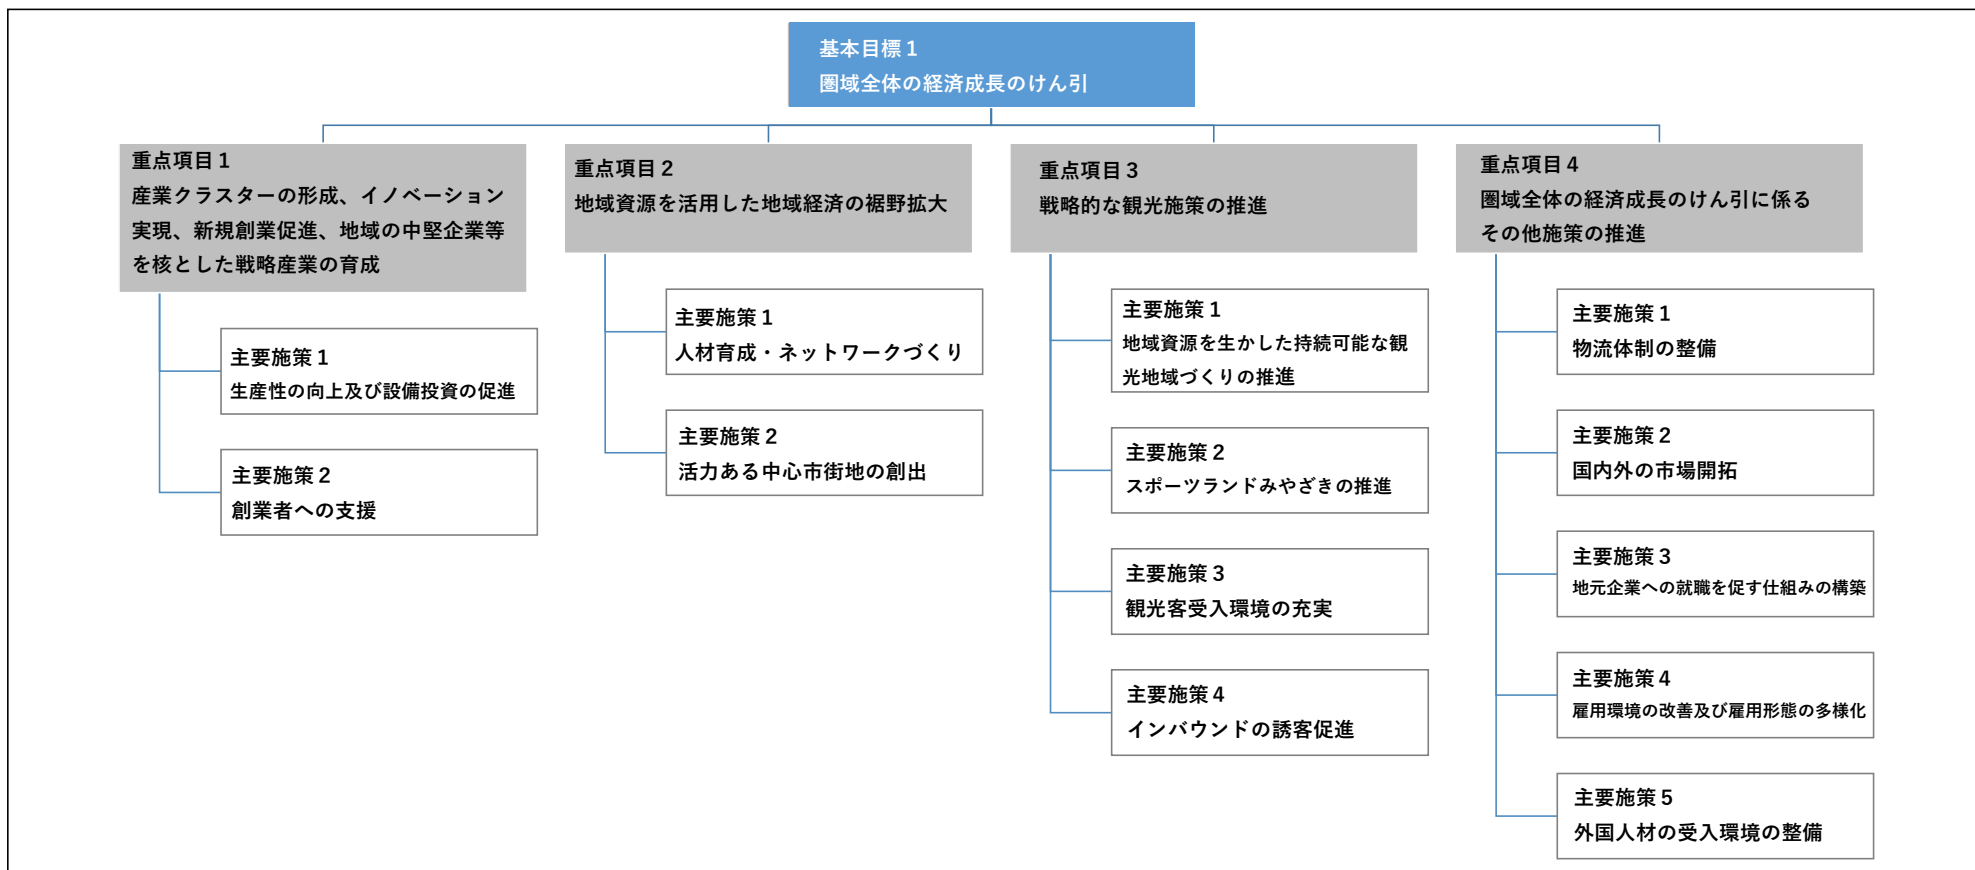 基本目標１
圏域全体の経済成長のけん引
重点項目１
産業クラスターの形成、イノベーション
実現、新規創業促進、地域の中堅企業等
を核とした戦略産業の育成
主要施策１
生産性の向上及び設備投資の促進
主要施策２
創業者への支援
重点項目２
地域資源を活用した地域経済の裾野拡大
主要施策１
人材育成・ネットワークづくり
主要施策２
活力ある中心市街地の創出
重点項目３
戦略的な観光施策の推進
主要施策１
地域資源を生かした持続可能な観
光地域づくりの推進
主要施策２
スポーツランドみやざきの推進
主要施策３
観光客受入環境の充実
主要施策４
インバウンドの誘客促進
重点項目４
圏域全体の経済成長のけん引に係る
その他施策の推進
主要施策１
物流体制の整備
主要施策２
国内外の市場開拓
主要施策３
地元企業への就職を促す仕組みの構築
主要施策４
雇用環境の改善及び雇用形態の多様化
主要施策５
外国人材の受入環境の整備